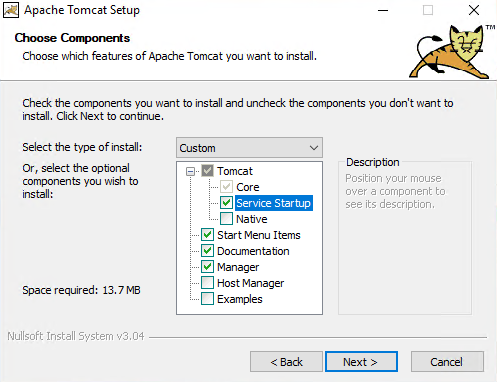 Apache Tomcat Setup
Choose Components
Choose which features of Apache Tomcat you want to install.
TM
Check the components you want to install and uncheck the components you don't want to
install. Click Next to continue.
Select the type of install:
Custom
Or, select the optional
components you wish to
install:
Tomcat
Core
Service Startup
Native
Start Menu Items
Documentation
Manager
Host Manager
Examples
Description
Position your mouse
over a component to
see its description.
Space required: 13.7 MB
Nullsoft Install System v3.04
< Back
Next >
Cancel